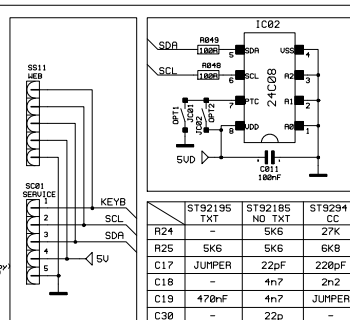 IC02
SDA
RA49
100R
5
SDA
VSS
4
SCL
RA48
100R
6
SCL
24C08
A2
3
7
PTC
A1
2
OPT1
JC01
JC02
OPT2
8
VDD
A0
1
5VD
C011
100nF
SS11
WEB
SC01
SERVICE
1
KEYB
2
SCL
3
SDA
4
5V
5
ST92195 TXT
ST92185 NO TXT
ST9294 CC
R24 - 5K6 27K
R25 5K6 5K6 6K8
C17 JUMPER 22pF 220pF
C18 - 4n7 2n2
C19 470nF 4n7 JUMPER
C30 - 22p -